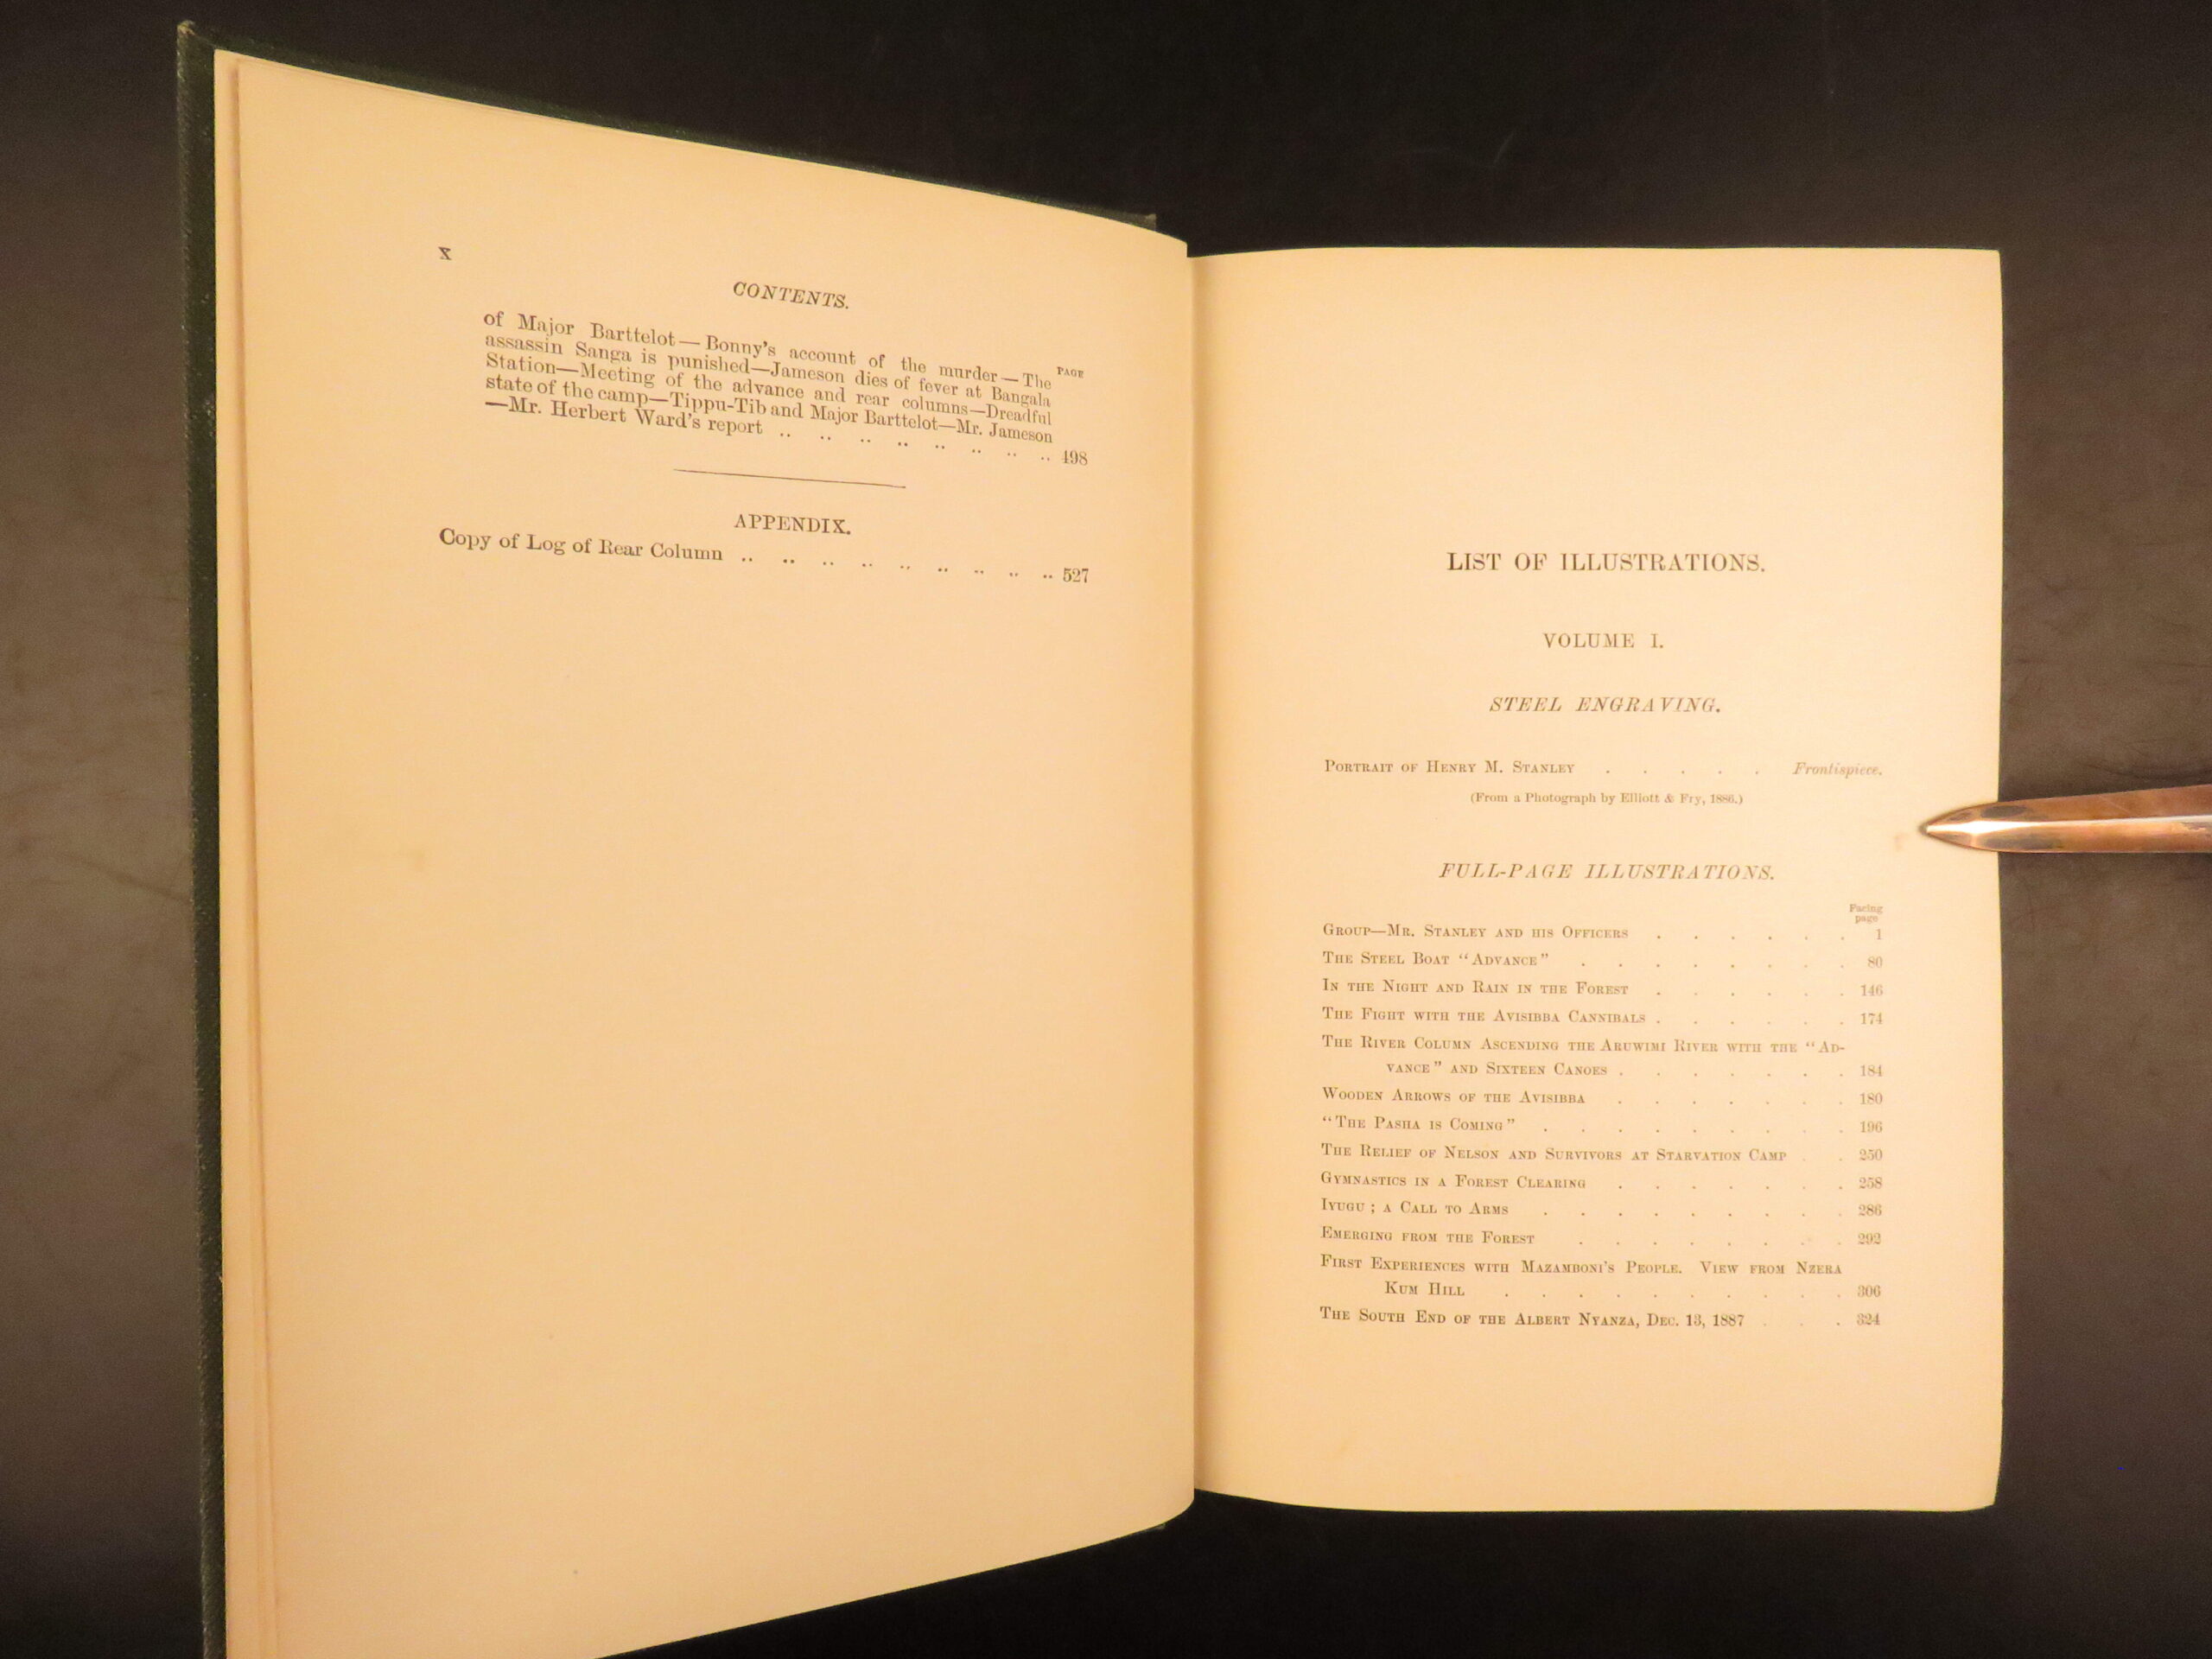 x
CONTENTS.
PAGE
of Major Barttelot—Bonny's account of the murder—The
assassin Sanga is punished—Jameson dies of fever at Bangala
Station—Meeting of the advance and rear columns—Dreadful
state of the camp—Tippu-Tib and Major Barttelot—Mr. Jameson
—Mr. Herbert Ward's report .. .. .. .. .. .. .. .. 498
APPENDIX.
Copy of Log of Rear Column .. .. .. .. .. .. .. .. .. 527
LIST OF ILLUSTRATIONS.
VOLUME I.
STEEL ENGRAVING.
PORTRAIT OF HENRY M. STANLEY . . . . . Frontispiece.
(From a Photograph by Elliott & Fry, 1886.)
FULL-PAGE ILLUSTRATIONS.
Facing
page
GROUP—MR. STANLEY AND HIS OFFICERS . . . . . . 1
THE STEEL BOAT "ADVANCE" . . . . . . . . 80
IN THE NIGHT AND RAIN IN THE FOREST . . . . . . 146
THE FIGHT WITH THE AVISIBBA CANNIBALS . . . . . . 174
THE RIVER COLUMN ASCENDING THE ARUWIMI RIVER WITH THE "AD-
VANCE" AND SIXTEEN CANOES . . . . . . . 184
WOODEN ARROWS OF THE AVISIBBA . . . . . . . 180
"THE PASHA IS COMING" . . . . . . . . . 196
THE RELIEF OF NELSON AND SURVIVORS AT STARVATION CAMP . . 250
GYMNASTICS IN A FOREST CLEARING . . . . . . . 258
IYUGU; A CALL TO ARMS . . . . . . . . . 286
EMERGING FROM THE FOREST . . . . . . . . 292
FIRST EXPERIENCES WITH MAZAMBONI'S PEOPLE. VIEW FROM NZERA
KUM HILL . . . . . . . . . . 306
THE SOUTH END OF THE ALBERT NYANZA, DEC. 13, 1887 . . . 324